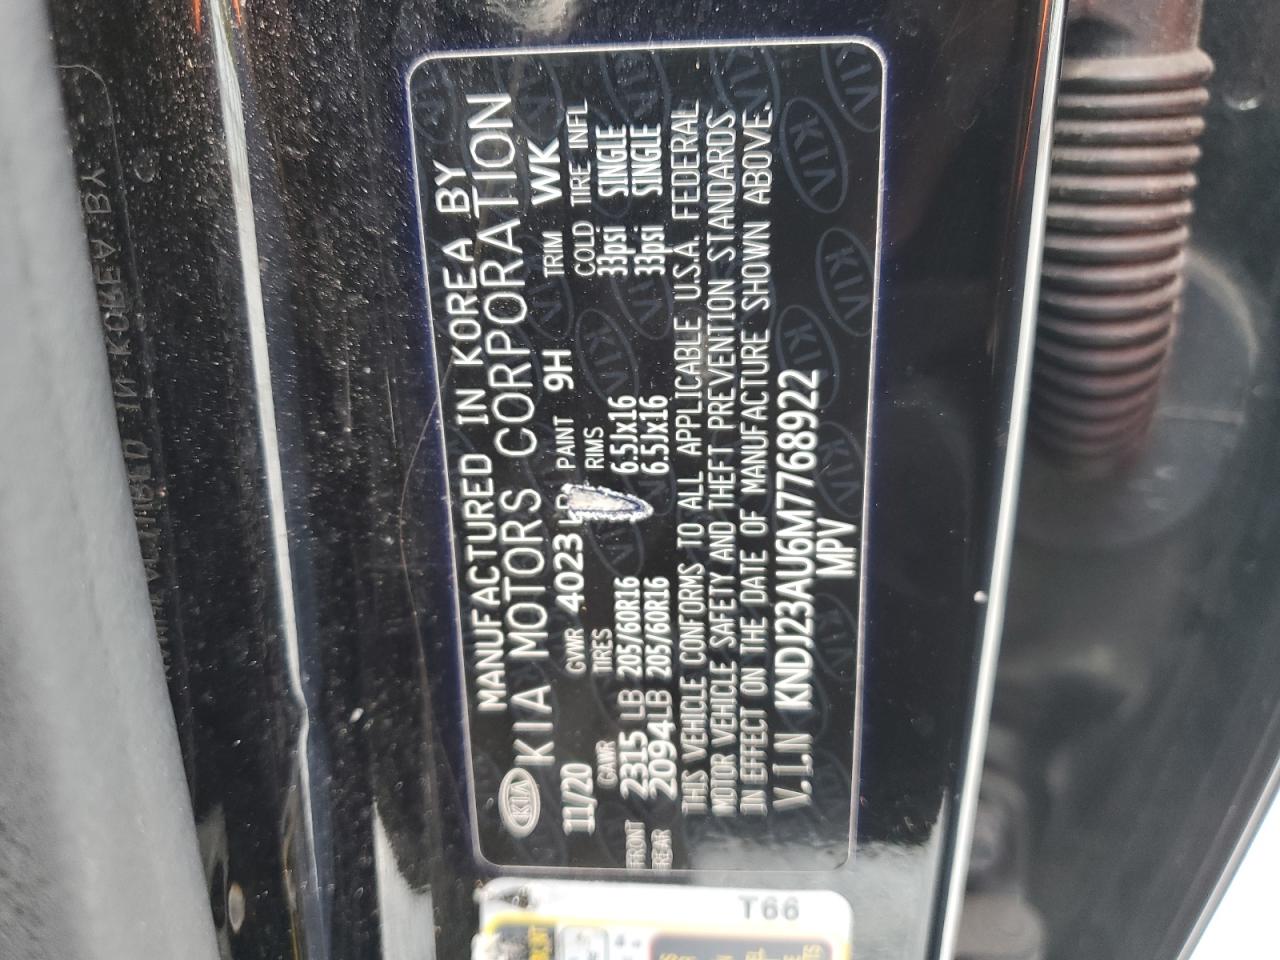 MANUFACTURED IN KOREA BY
KIA KIA MOTORS CORPORATION
11/20 GVWR 4023 LB PAINT 9H TRIM WK
GAWR TIRES RIMS COLD TIRE INFL
FRONT 2315 LB 205/60R16 6.5Jx16 33psi SINGLE
REAR 2094LB 205/60R16 6.5Jx16 33psi SINGLE
THIS VEHICLE CONFORMS TO ALL APPLICABLE U.S.A. FEDERAL
MOTOR VEHICLE SAFETY AND THEFT PREVENTION STANDARDS
IN EFFECT ON THE DATE OF MANUFACTURE SHOWN ABOVE.
V.I.N KNDJ23AU6M7768922
MPV
T66